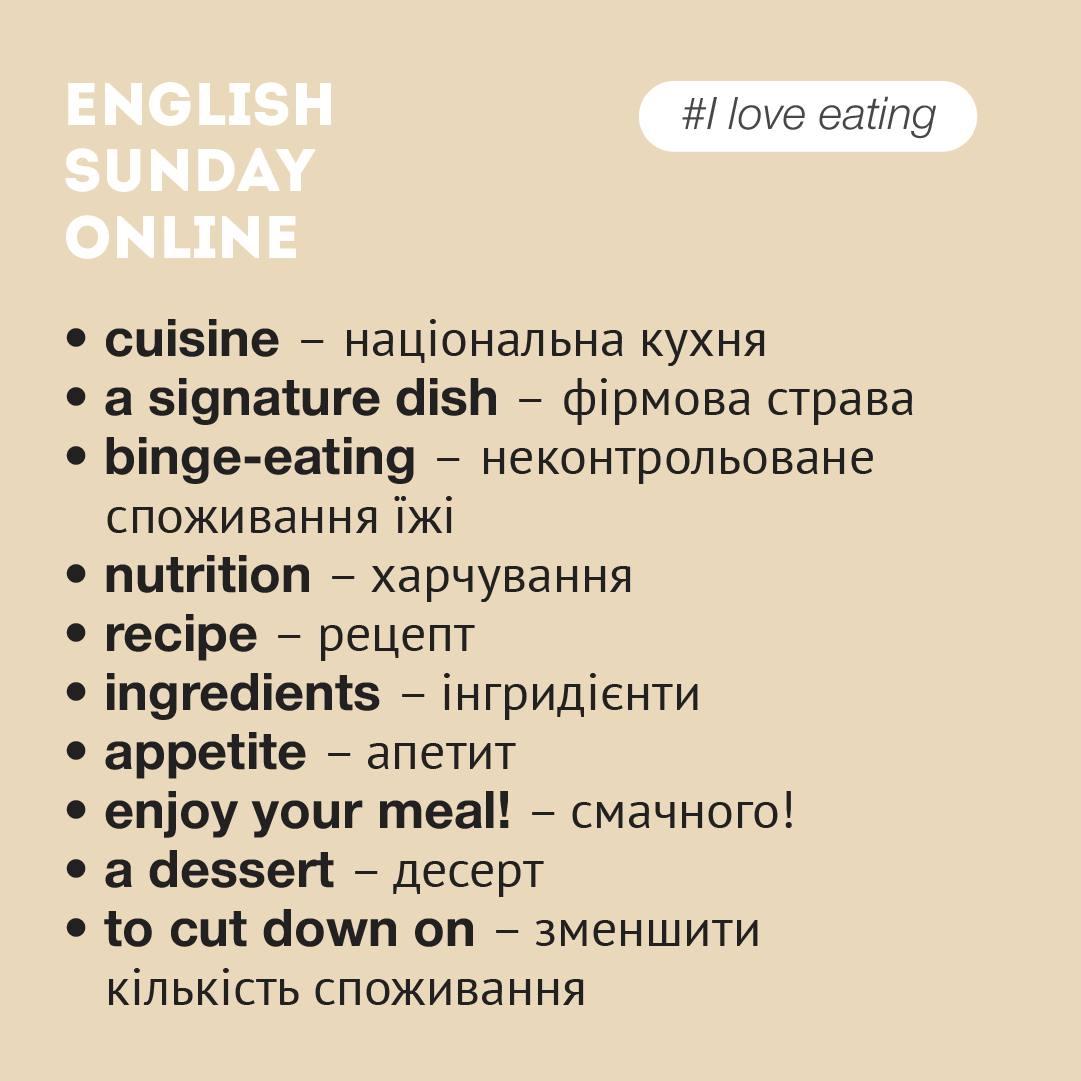 ENGLISH
SUNDAY
ONLINE
#I love eating
• cuisine – національна кухня
• a signature dish – фірмова страва
• binge-eating – неконтрольоване
споживання їжі
• nutrition – харчування
• recipe – рецепт
• ingredients – інгридієнти
• appetite – апетит
• enjoy your meal! – смачного!
• a dessert – десерт
• to cut down on – зменшити
кількість споживання